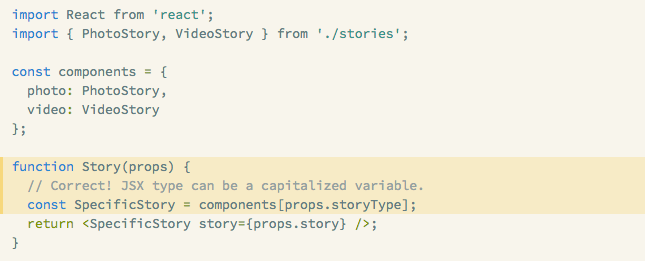 import React from 'react';
import { PhotoStory, VideoStory } from './stories';

const components = {
  photo: PhotoStory,
  video: VideoStory
};

function Story(props) {
  // Correct! JSX type can be a capitalized variable.
  const SpecificStory = components[props.storyType];
  return <SpecificStory story={props.story} />;
}